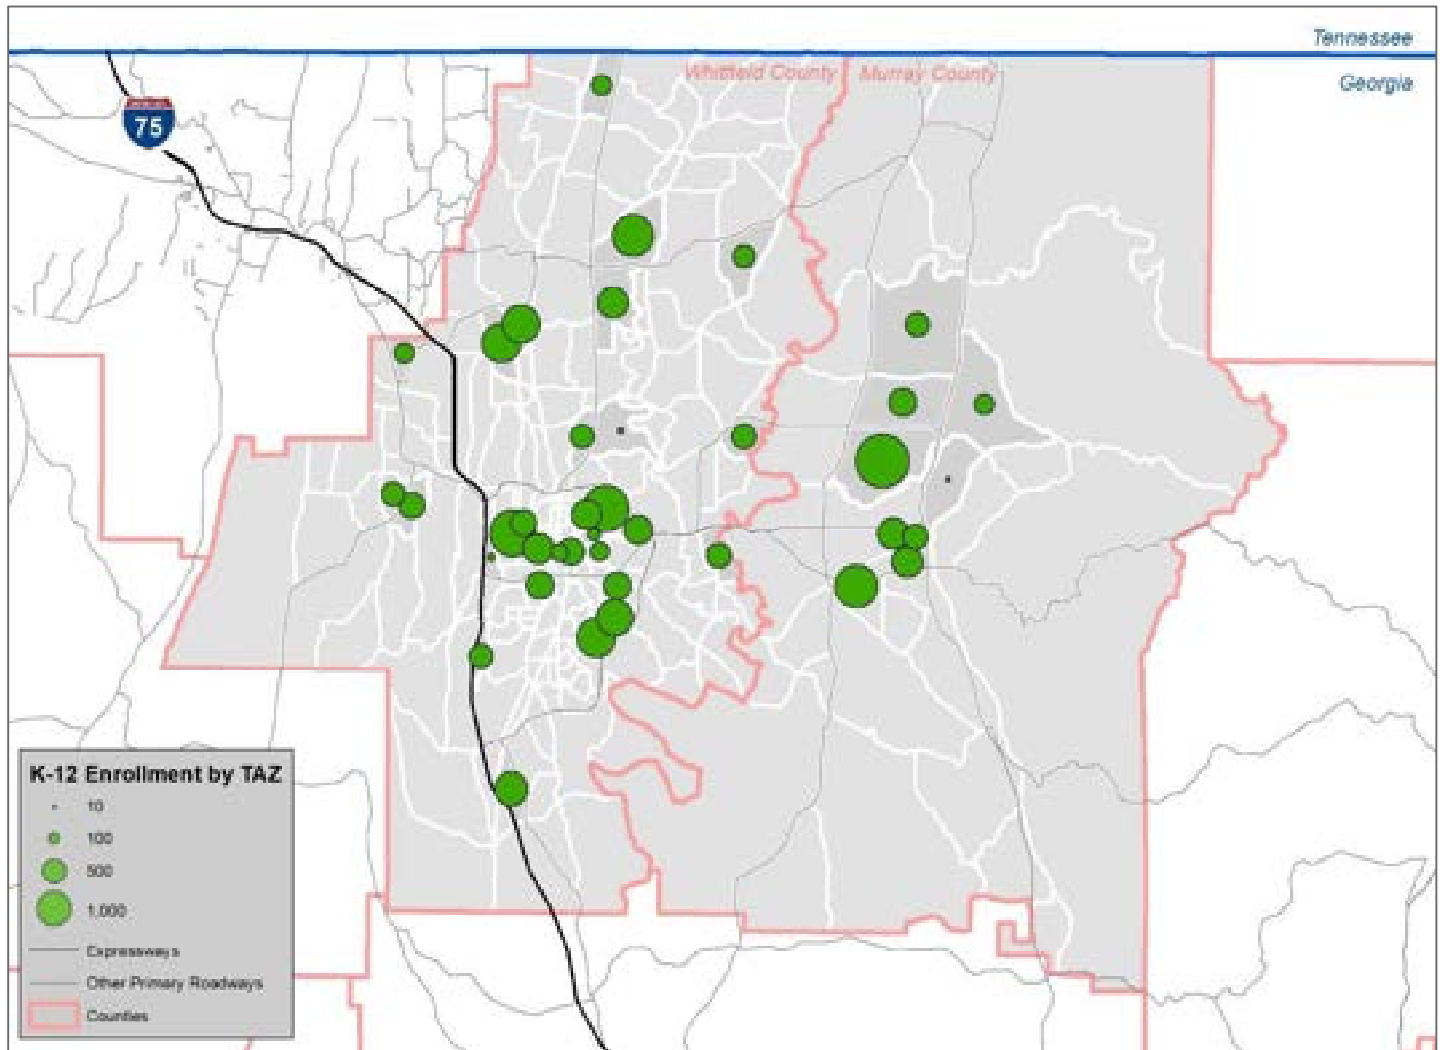 Tennessee
Whitfield County
Murray County
Georgia
75
K-12 Enrollment by TAZ
10
100
500
1,000
Expressways
Other Primary Roadways
Counties